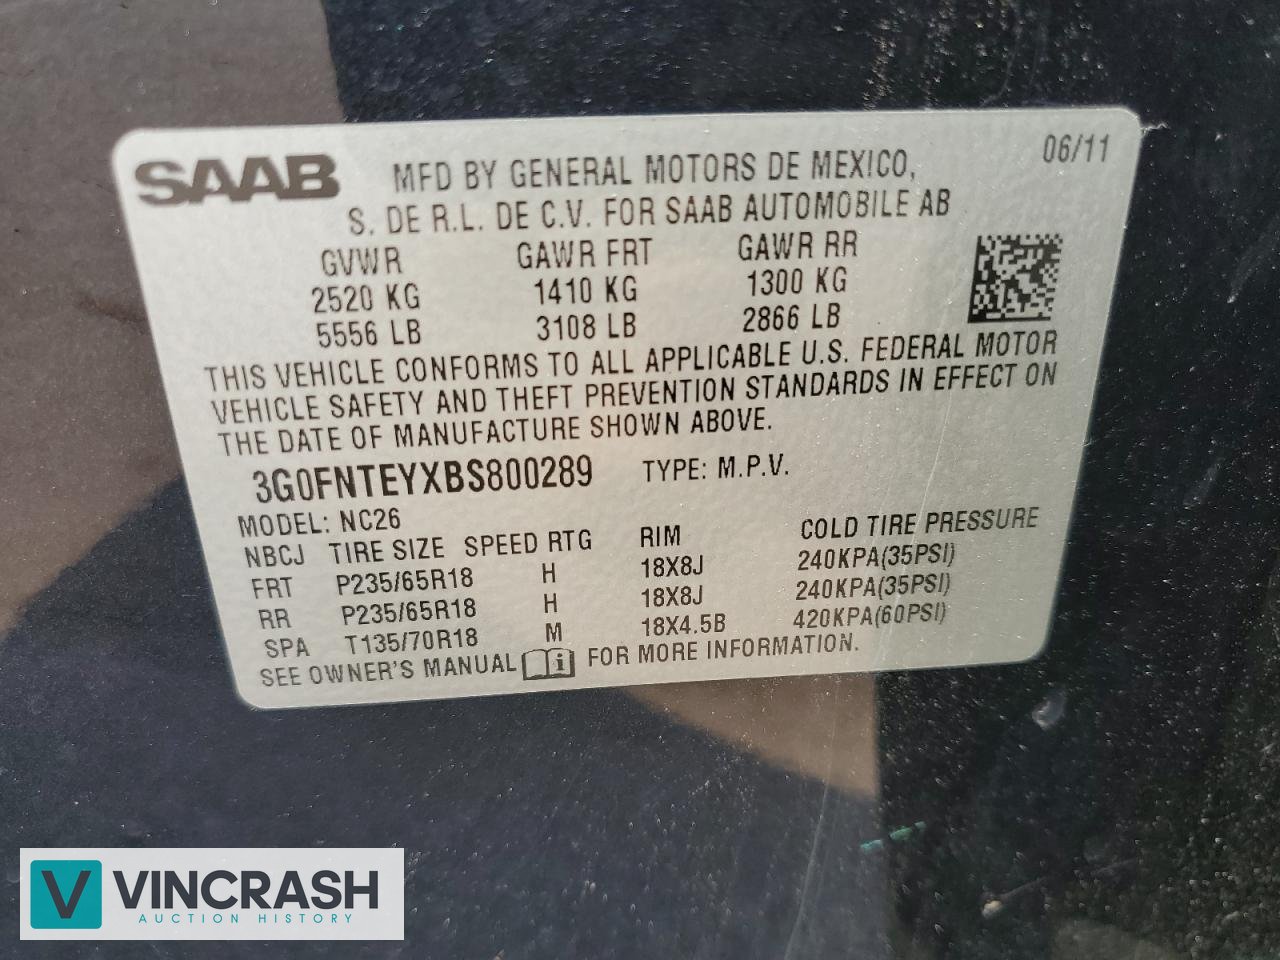 SAAB MFD BY GENERAL MOTORS DE MEXICO, 06/11
S. DE R.L. DE C.V. FOR SAAB AUTOMOBILE AB
GVWR GAWR FRT GAWR RR
2520 KG 1410 KG 1300 KG
5556 LB 3108 LB 2866 LB
THIS VEHICLE CONFORMS TO ALL APPLICABLE U.S. FEDERAL MOTOR
VEHICLE SAFETY AND THEFT PREVENTION STANDARDS IN EFFECT ON
THE DATE OF MANUFACTURE SHOWN ABOVE.
3G0FNTEYXBS800289 TYPE: M.P.V.
MODEL: NC26
NBCJ TIRE SIZE SPEED RTG RIM COLD TIRE PRESSURE
FRT P235/65R18 H 18X8J 240KPA(35PSI)
RR P235/65R18 H 18X8J 240KPA(35PSI)
SPA T135/70R18 M 18X4.5B 420KPA(60PSI)
SEE OWNER'S MANUAL i FOR MORE INFORMATION.
V VINCRASH
AUCTION HISTORY